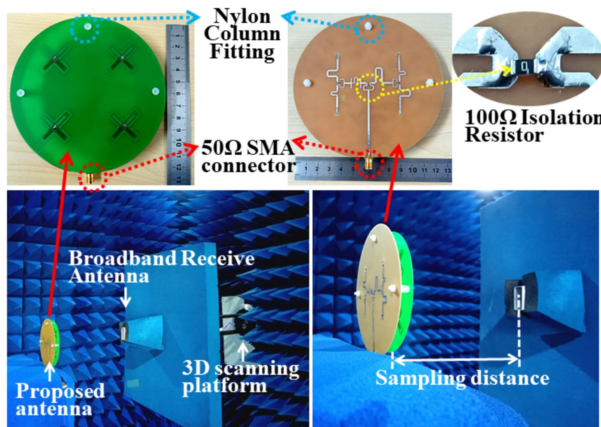 Nylon
Column
Fitting
100Ω Isolation
Resistor
50Ω SMA
connector
Broadband Receive
Antenna
3D scanning
platform
Proposed
antenna
Sampling distance